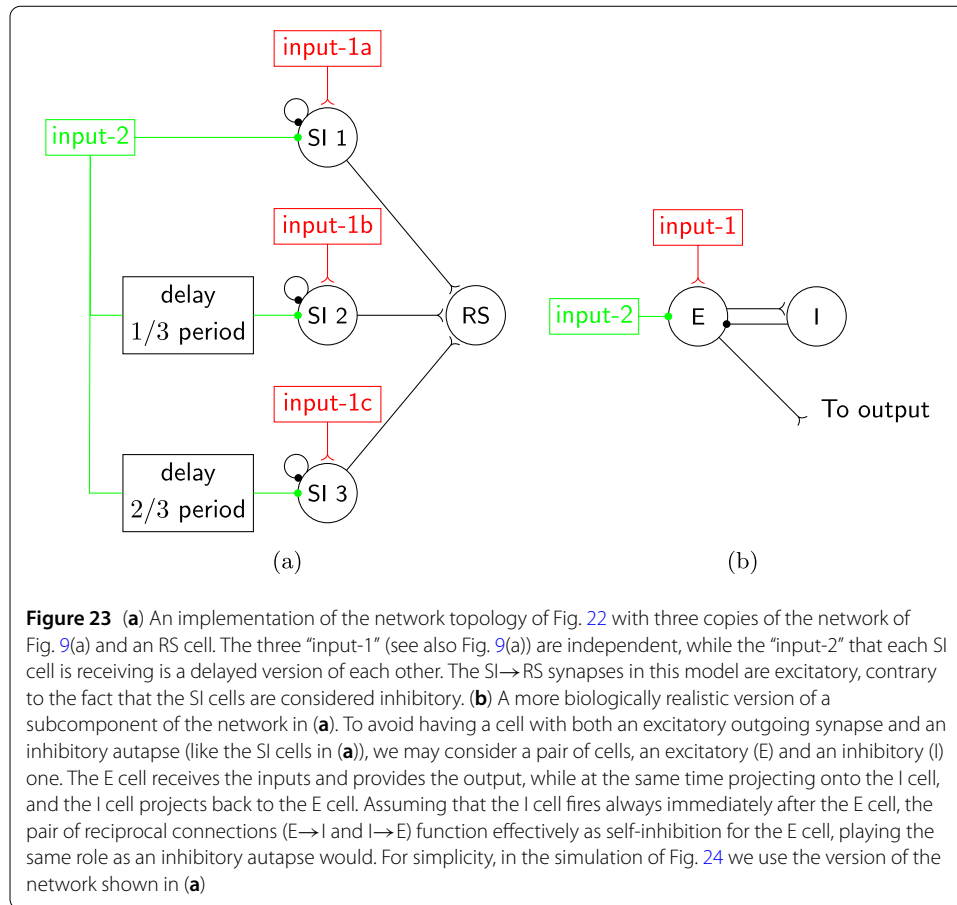 input-1a
input-2
SI 1
input-1b
delay
1/3 period
SI 2
RS
input-1c
delay
2/3 period
SI 3
(a)
input-1
input-2
E
I
To output
(b)
Figure 23 (a) An implementation of the network topology of Fig. 22 with three copies of the network of
Fig. 9(a) and an RS cell. The three “input-1” (see also Fig. 9(a)) are independent, while the “input-2” that each SI
cell is receiving is a delayed version of each other. The SI→RS synapses in this model are excitatory, contrary
to the fact that the SI cells are considered inhibitory. (b) A more biologically realistic version of a
subcomponent of the network in (a). To avoid having a cell with both an excitatory outgoing synapse and an
inhibitory autapse (like the SI cells in (a)), we may consider a pair of cells, an excitatory (E) and an inhibitory (I)
one. The E cell receives the inputs and provides the output, while at the same time projecting onto the I cell,
and the I cell projects back to the E cell. Assuming that the I cell fires always immediately after the E cell, the
pair of reciprocal connections (E→I and I→E) function effectively as self-inhibition for the E cell, playing the
same role as an inhibitory autapse would. For simplicity, in the simulation of Fig. 24 we use the version of the
network shown in (a)